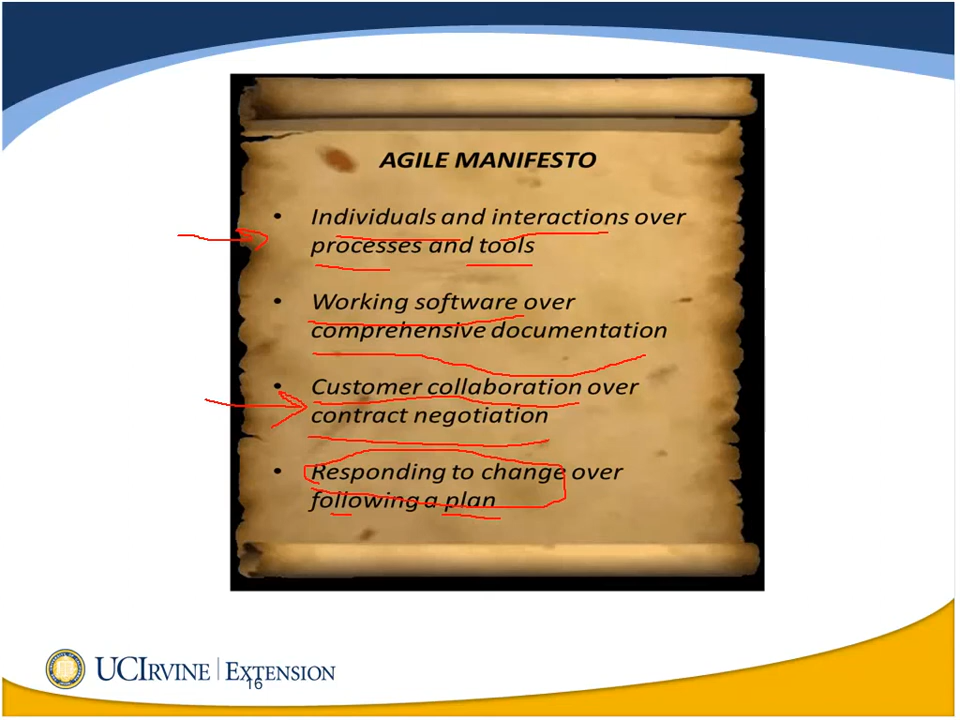 AGILE MANIFESTO
• Individuals and interactions over
processes and tools
• Working software over
comprehensive documentation
• Customer collaboration over
contract negotiation
• Responding to change over
following a plan
UCIRVINE | EXTENSION
16